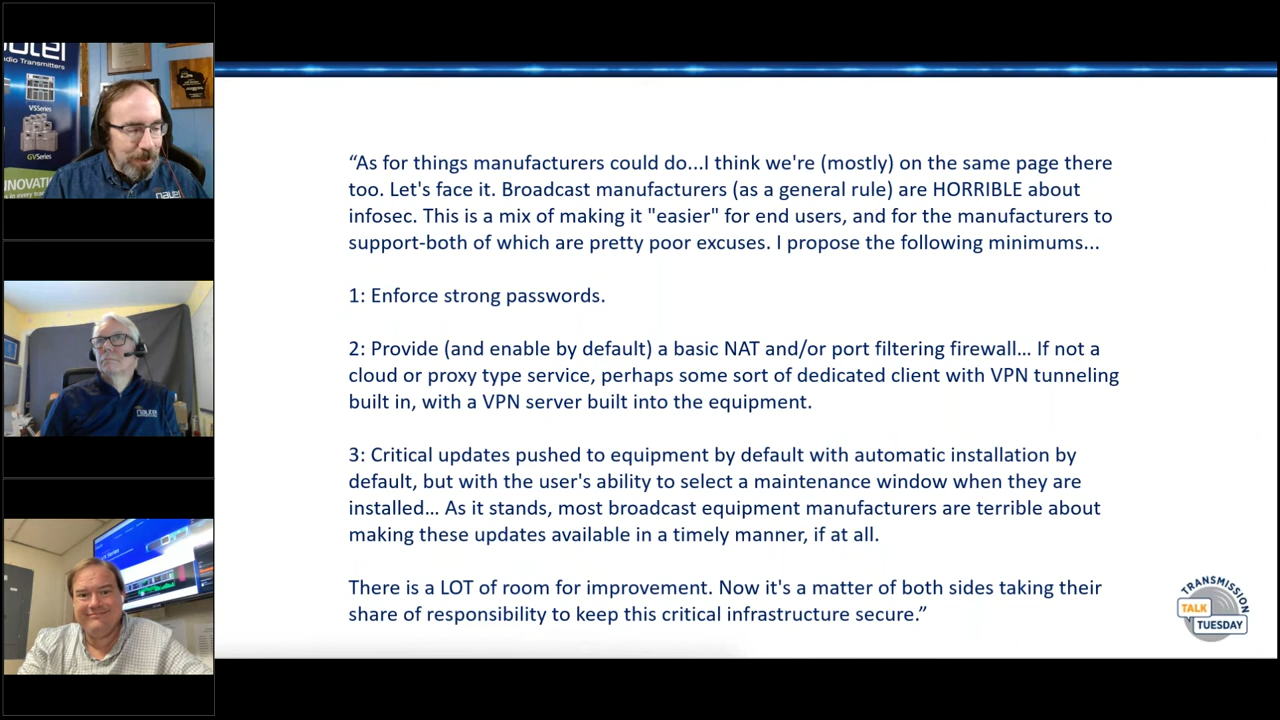 autel
adio Transmitters
VSSeries
GVSeries
INNOVATI
nautel
nautel
“As for things manufacturers could do...I think we're (mostly) on the same page there
too. Let's face it. Broadcast manufacturers (as a general rule) are HORRIBLE about
infosec. This is a mix of making it "easier" for end users, and for the manufacturers to
support-both of which are pretty poor excuses. I propose the following minimums...
1: Enforce strong passwords.
2: Provide (and enable by default) a basic NAT and/or port filtering firewall… If not a
cloud or proxy type service, perhaps some sort of dedicated client with VPN tunneling
built in, with a VPN server built into the equipment.
3: Critical updates pushed to equipment by default with automatic installation by
default, but with the user's ability to select a maintenance window when they are
installed… As it stands, most broadcast equipment manufacturers are terrible about
making these updates available in a timely manner, if at all.
There is a LOT of room for improvement. Now it's a matter of both sides taking their
share of responsibility to keep this critical infrastructure secure.”
TRANSMISSION
TALK
TUESDAY